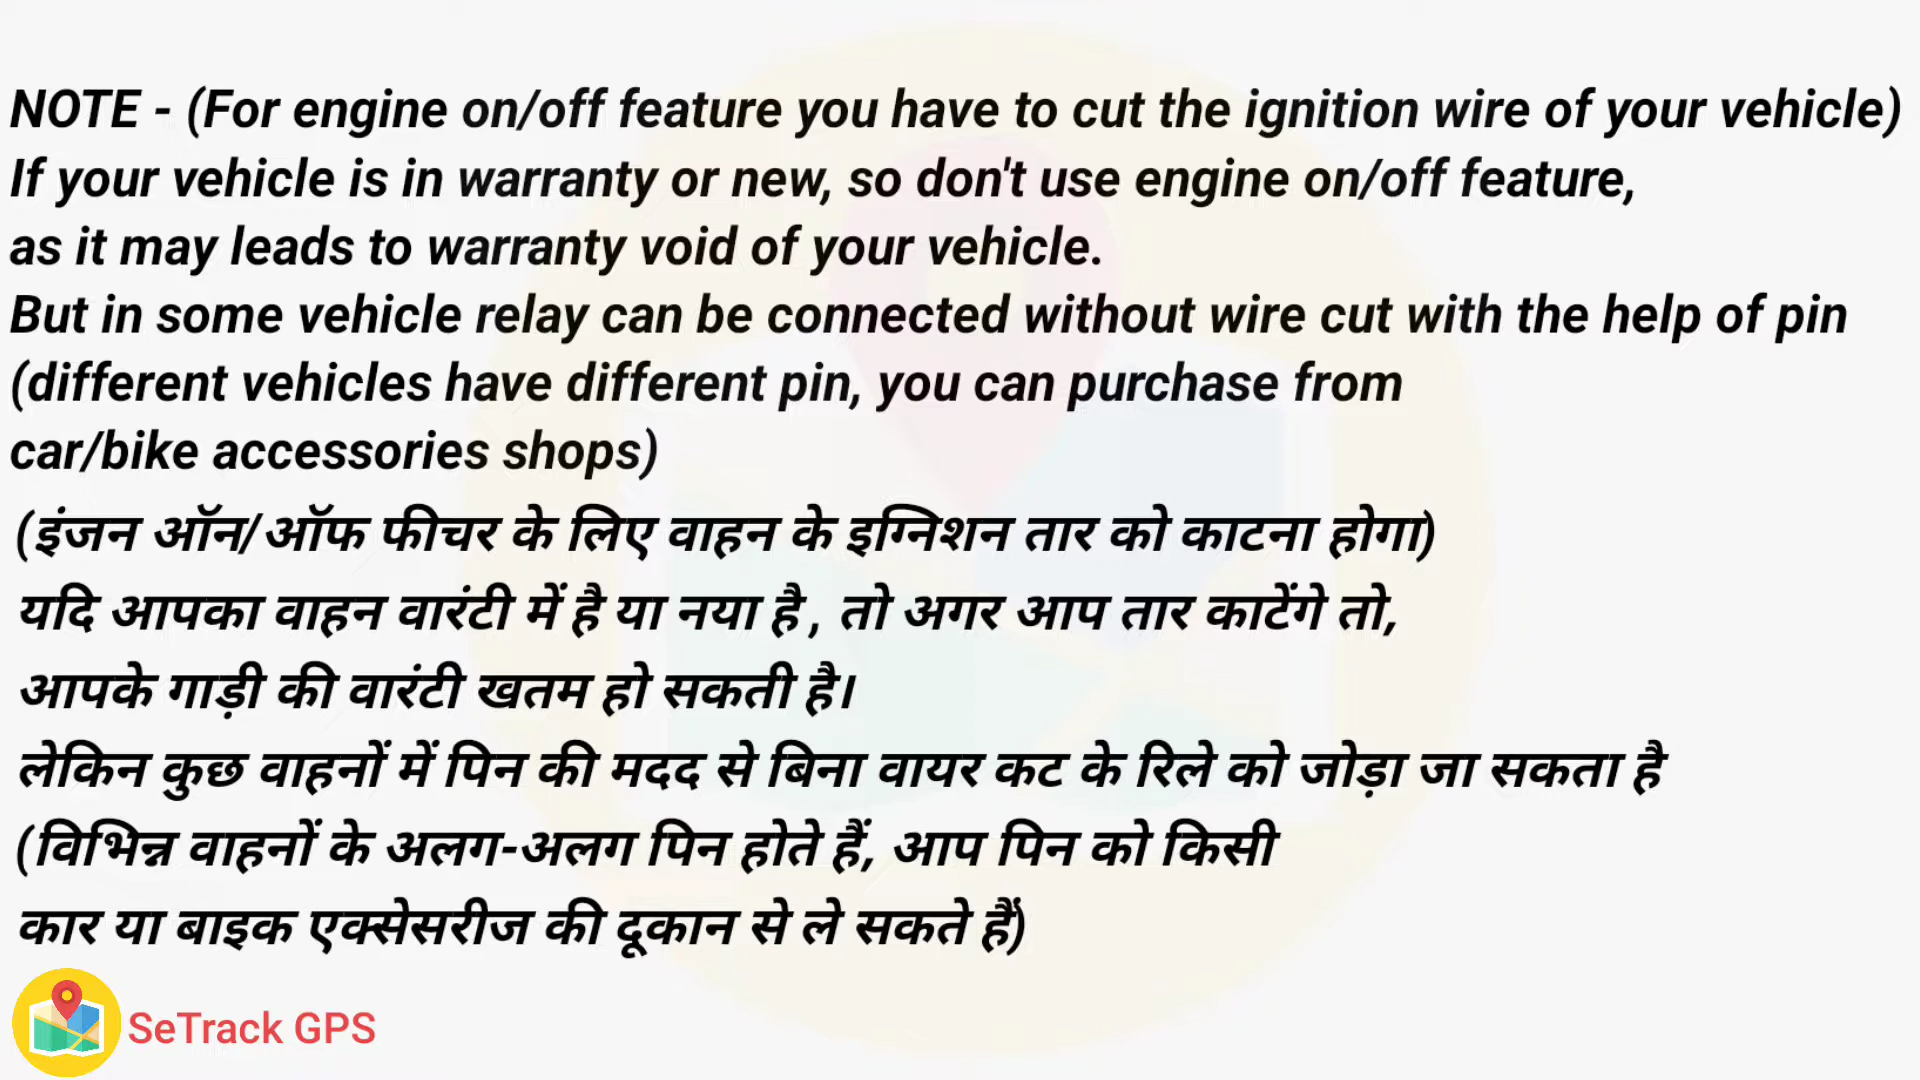 NOTE - (For engine on/off feature you have to cut the ignition wire of your vehicle)
If your vehicle is in warranty or new, so don't use engine on/off feature,
as it may leads to warranty void of your vehicle.
But in some vehicle relay can be connected without wire cut with the help of pin
(different vehicles have different pin, you can purchase from
car/bike accessories shops)
(इंजन ऑन/ऑफ फीचर के लिए वाहन के इग्निशन तार को काटना होगा)
यदि आपका वाहन वारंटी में है या नया है , तो अगर आप तार काटेंगे तो,
आपके गाड़ी की वारंटी खतम हो सकती है।
लेकिन कुछ वाहनों में पिन की मदद से बिना वायर कट के रिले को जोड़ा जा सकता है
(विभिन्न वाहनों के अलग-अलग पिन होते हैं, आप पिन को किसी
कार या बाइक एक्सेसरीज की दूकान से ले सकते हैं)
SeTrack GPS